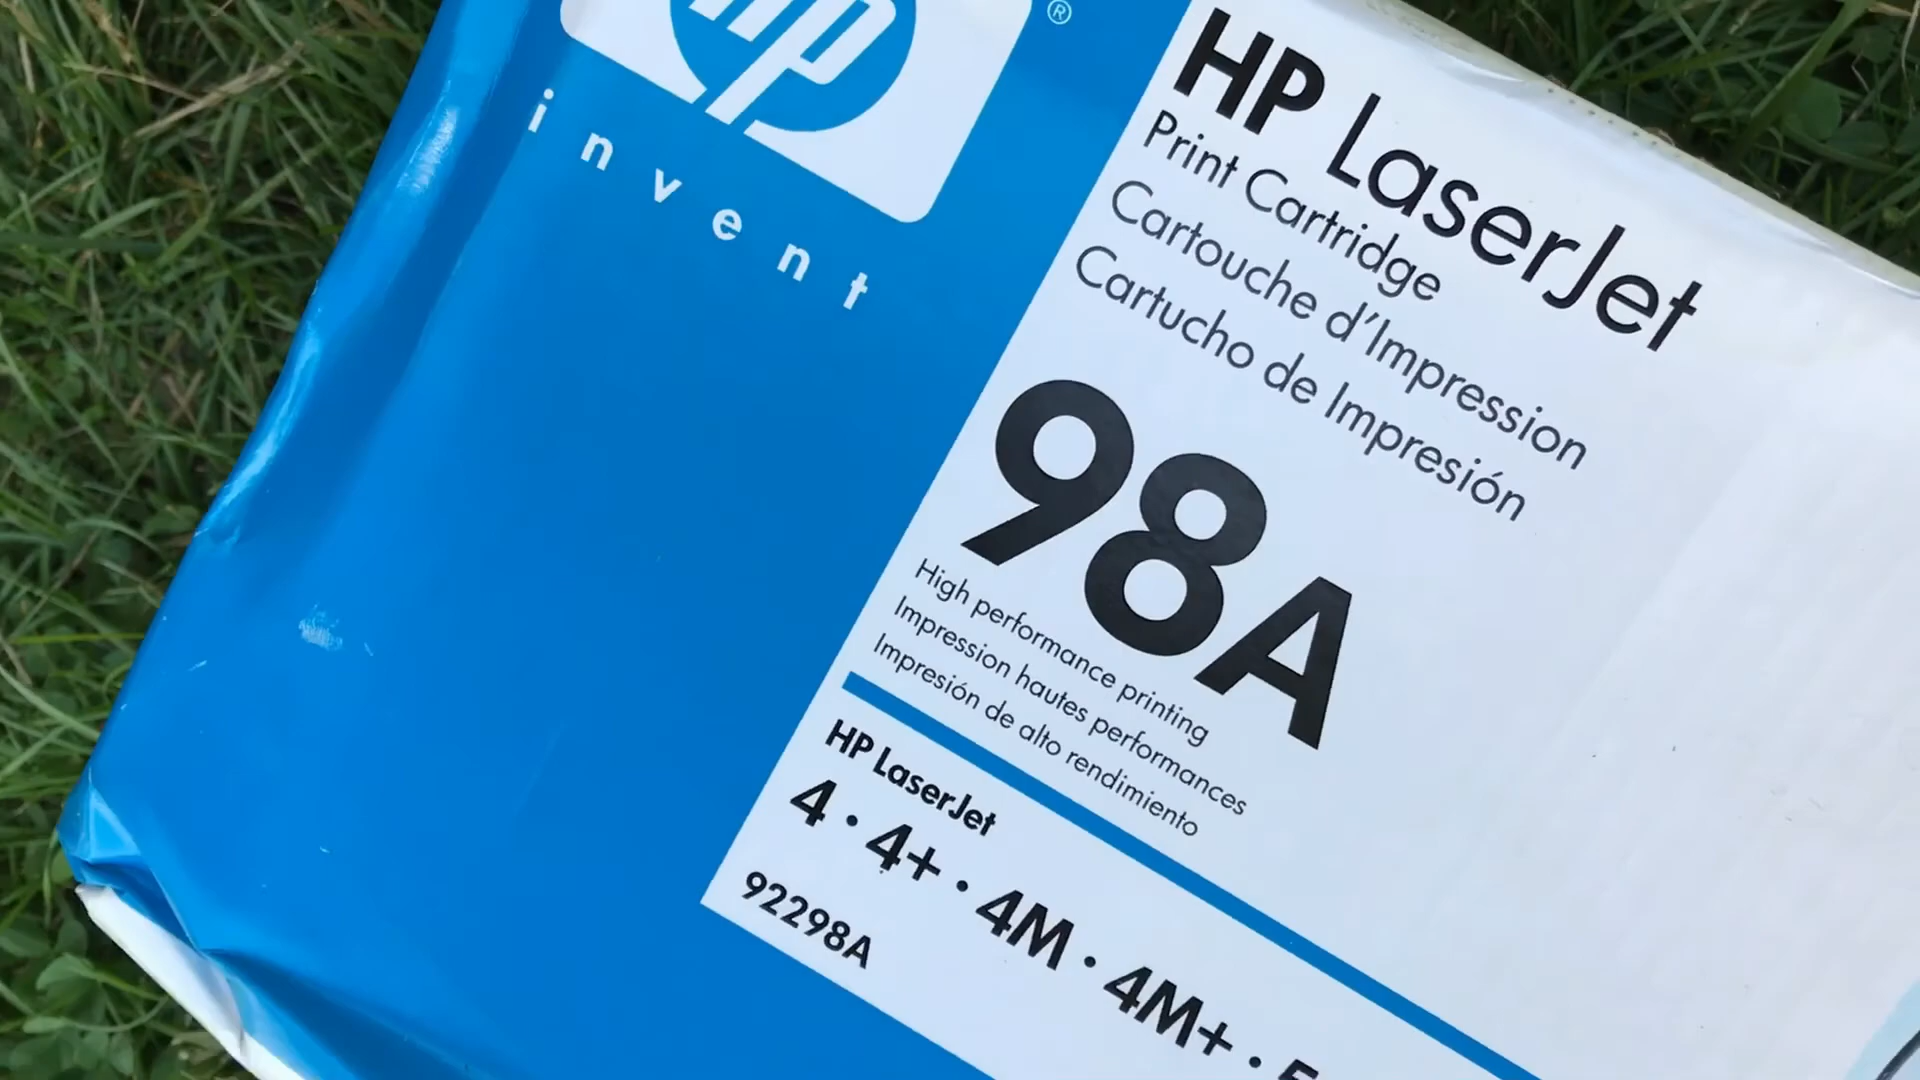 hp®
invent
HP LaserJet
Print Cartridge
Cartouche d'Impression
Cartucho de Impresión
98A
High performance printing
Impression hautes performances
Impresión de alto rendimiento
HP LaserJet
4 · 4+ · 4M · 4M+ ·
92298A